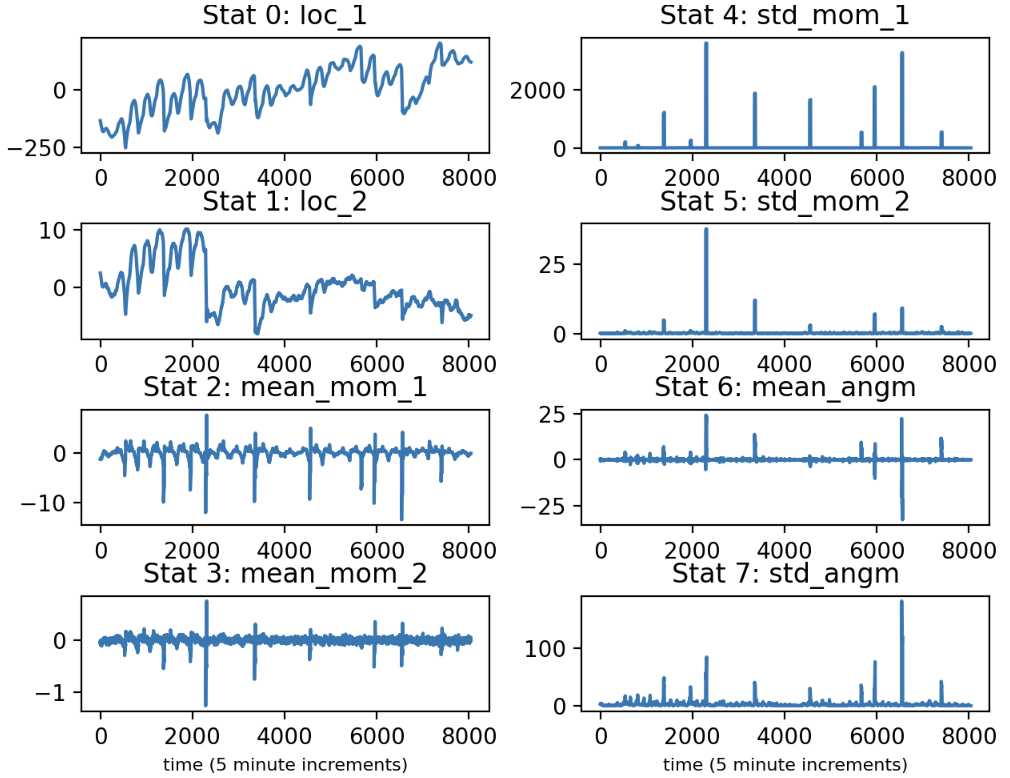 Stat 0: loc_1
0
−250
0 2000 4000 6000 8000
Stat 1: loc_2
10
0
0 2000 4000 6000 8000
Stat 2: mean_mom_1
0
−10
0 2000 4000 6000 8000
Stat 3: mean_mom_2
0
−1
0 2000 4000 6000 8000
time (5 minute increments)
Stat 4: std_mom_1
2000
0
0 2000 4000 6000 8000
Stat 5: std_mom_2
25
0
0 2000 4000 6000 8000
Stat 6: mean_angm
25
0
−25
0 2000 4000 6000 8000
Stat 7: std_angm
100
0
0 2000 4000 6000 8000
time (5 minute increments)